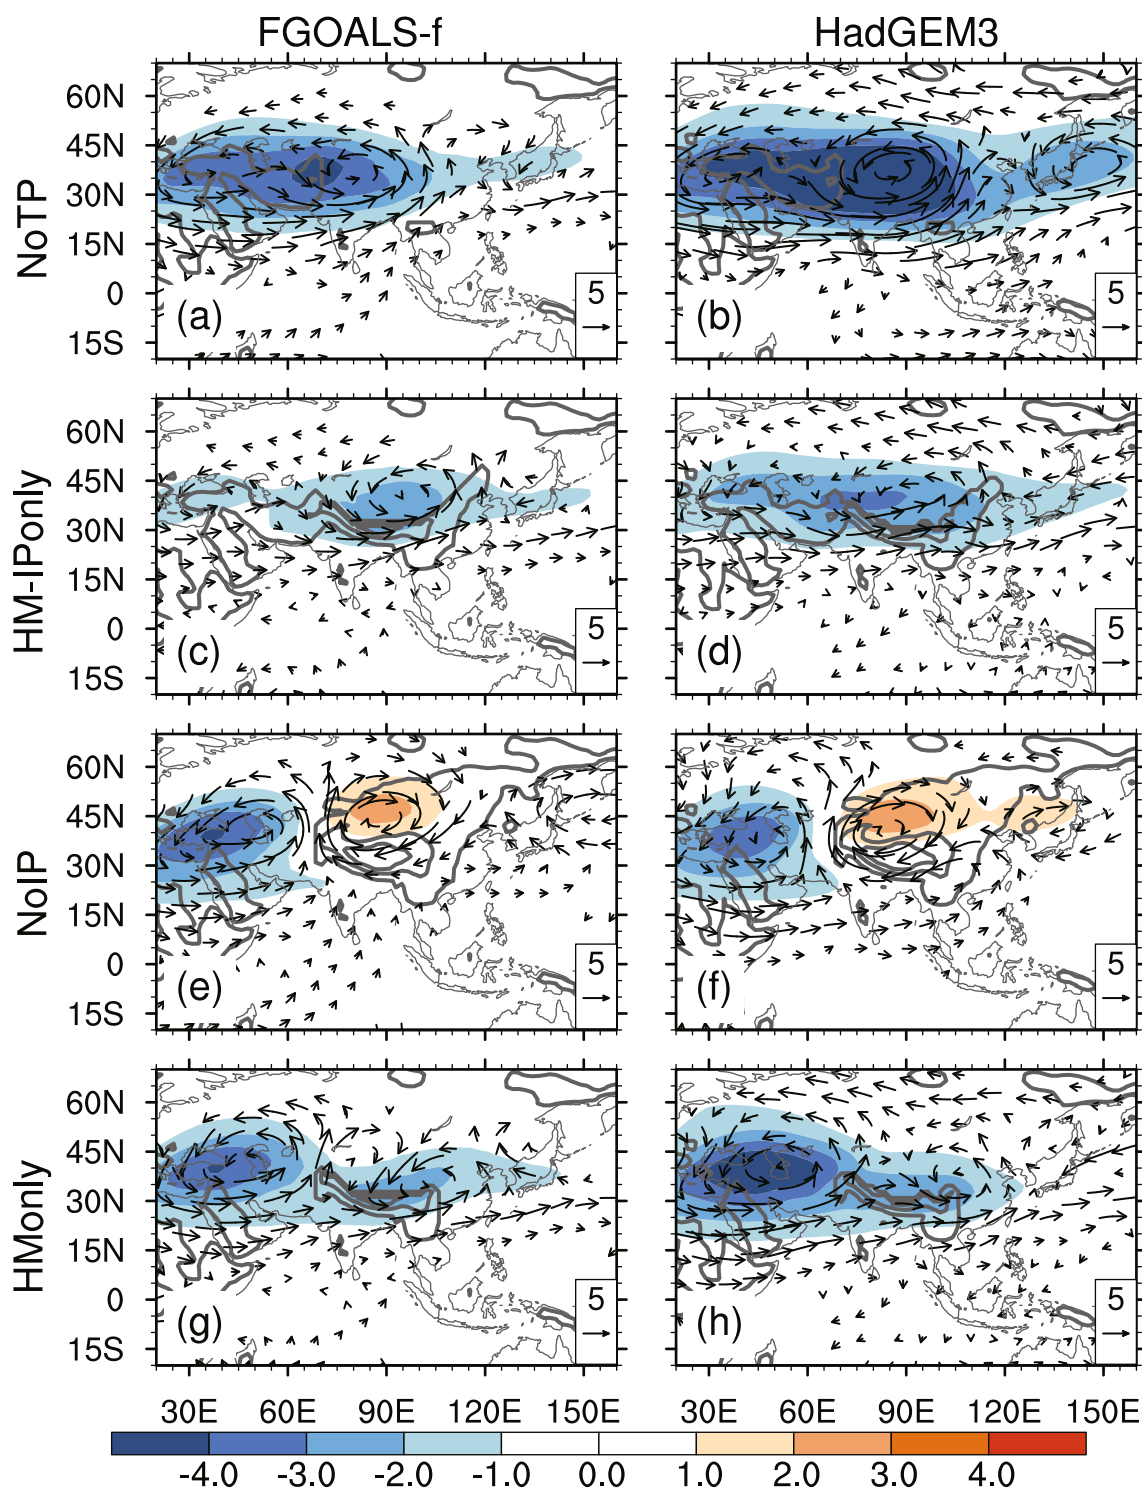 FGOALS-f HadGEM3
NoTP
60N
45N
30N
15N
0
15S
(a) 5
(b) 5
HM-IPonly
60N
45N
30N
15N
0
15S
(c) 5
(d) 5
NoIP
60N
45N
30N
15N
0
15S
(e) 5
(f) 5
HMonly
60N
45N
30N
15N
0
15S
(g) 5
(h) 5
30E 60E 90E 120E 150E 30E 60E 90E 120E 150E
-4.0 -3.0 -2.0 -1.0 0.0 1.0 2.0 3.0 4.0